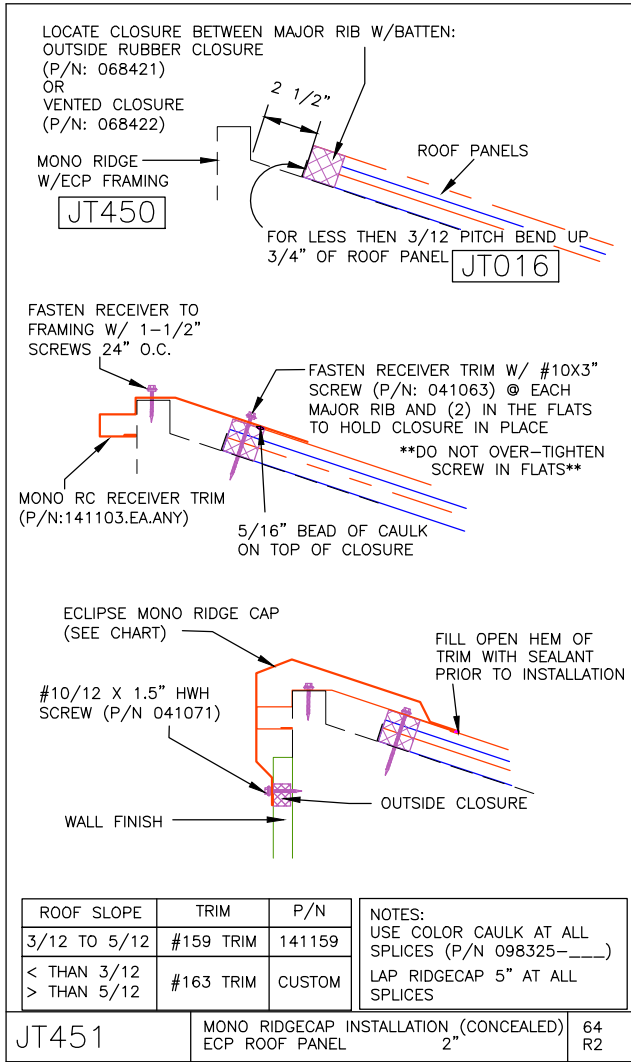 LOCATE CLOSURE BETWEEN MAJOR RIB W/BATTEN:
OUTSIDE RUBBER CLOSURE
(P/N: 068421)
OR
VENTED CLOSURE
(P/N: 068422)
2 1/2"
MONO RIDGE
W/ECP FRAMING
JT450
ROOF PANELS
FOR LESS THEN 3/12 PITCH BEND UP
3/4" OF ROOF PANEL
JT016
FASTEN RECEIVER TO
FRAMING W/ 1-1/2"
SCREWS 24" O.C.
FASTEN RECEIVER TRIM W/ #10X3"
SCREW (P/N: 041063) @ EACH
MAJOR RIB AND (2) IN THE FLATS
TO HOLD CLOSURE IN PLACE
**DO NOT OVER-TIGHTEN
SCREW IN FLATS**
MONO RC RECEIVER TRIM
(P/N:141103.EA.ANY)
5/16" BEAD OF CAULK
ON TOP OF CLOSURE
ECLIPSE MONO RIDGE CAP
(SEE CHART)
FILL OPEN HEM OF
TRIM WITH SEALANT
PRIOR TO INSTALLATION
#10/12 X 1.5" HWH
SCREW (P/N 041071)
OUTSIDE CLOSURE
WALL FINISH
ROOF SLOPE TRIM P/N
3/12 TO 5/12 #159 TRIM 141159
< THAN 3/12
> THAN 5/12
#163 TRIM CUSTOM
NOTES:
USE COLOR CAULK AT ALL
SPLICES (P/N 098325-___)
LAP RIDGECAP 5" AT ALL
SPLICES
JT451
MONO RIDGECAP INSTALLATION (CONCEALED)
ECP ROOF PANEL 2"
64
R2